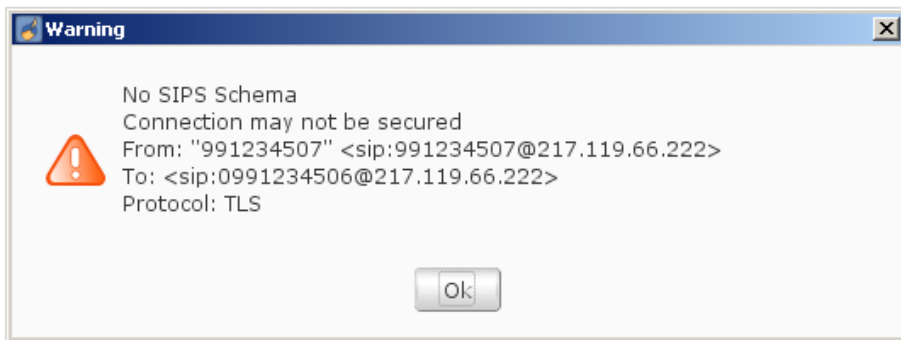 Warning
No SIPS Schema
Connection may not be secured
From: "991234507" <sip:991234507@217.119.66.222>
To: <sip:0991234506@217.119.66.222>
Protocol: TLS
Ok